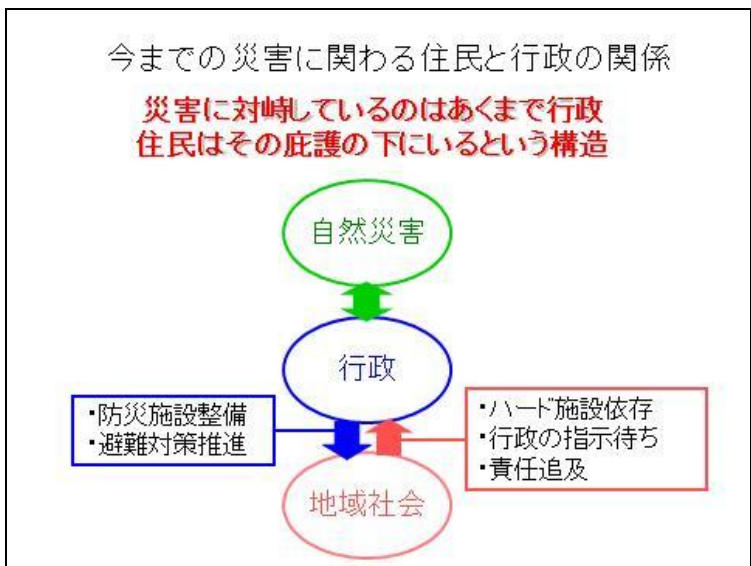 今までの災害に関わる住民と行政の関係
災害に対峙しているのはあくまで行政
住民はその庇護の下にいるという構造
自然災害
行政
・防災施設整備
・避難対策推進
・ハード施設依存
・行政の指示待ち
・責任追及
地域社会